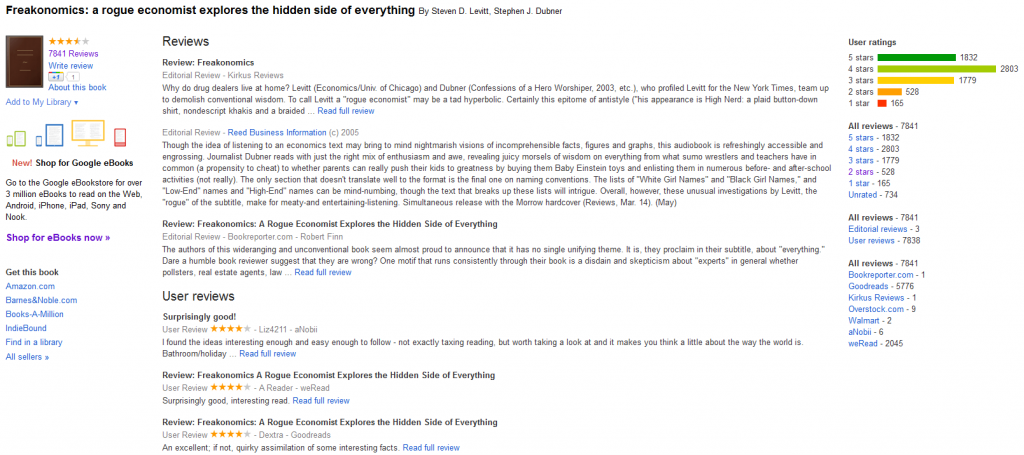 Freakonomics: a rogue economist explores the hidden side of everything By Steven D. Levitt, Stephen J. Dubner
7841 Reviews
Write review
+1 1
About this book
Add to My Library ▾
New! Shop for Google eBooks
Go to the Google eBookstore for over
3 million eBooks to read on the Web,
Android, iPhone, iPad, Sony and
Nook.
Shop for eBooks now »
Get this book
Amazon.com
Barnes&Noble.com
Books-A-Million
IndieBound
Find in a library
All sellers »
Reviews
Review: Freakonomics
Editorial Review - Kirkus Reviews
Why do drug dealers live at home? Levitt (Economics/Univ. of Chicago) and Dubner (Confessions of a Hero Worshiper, 2003, etc.), who profiled Levitt for the New York Times, team up
to demolish conventional wisdom. To call Levitt a "rogue economist" may be a tad hyperbolic. Certainly this epitome of antistyle ("his appearance is High Nerd: a plaid button-down
shirt, nondescript khakis and a braided ... Read full review
Editorial Review - Reed Business Information (c) 2005
Though the idea of listening to an economics text may bring to mind nightmarish visions of incomprehensible facts, figures and graphs, this audiobook is refreshingly accessible and
engrossing. Journalist Dubner reads with just the right mix of enthusiasm and awe, revealing juicy morsels of wisdom on everything from what sumo wrestlers and teachers have in
common (a propensity to cheat) to whether parents can really push their kids to greatness by buying them Baby Einstein toys and enlisting them in numerous before- and after-school
activities (not really). The only section that doesn't translate well to the format is the final one on naming conventions. The lists of "White Girl Names" and "Black Girl Names," and
"Low-End" names and "High-End" names can be mind-numbing, though the text that breaks up these lists will intrigue. Overall, however, these unusual investigations by Levitt, the
"rogue" of the subtitle, make for meaty-and entertaining-listening. Simultaneous release with the Morrow hardcover (Reviews, Mar. 14). (May)
Review: Freakonomics: A Rogue Economist Explores the Hidden Side of Everything
Editorial Review - Bookreporter.com - Robert Finn
The authors of this wideranging and unconventional book seem almost proud to announce that it has no single unifying theme. It is, they proclaim in their subtitle, about "everything."
Dare a humble book reviewer suggest that they are wrong? One motif that runs consistently through their book is a disdain and skepticism about "experts" in general whether
pollsters, real estate agents, law ... Read full review
User reviews
Surprisingly good!
User Review - Liz4211 - aNobii
I found the ideas interesting enough and easy enough to follow - not exactly taxing reading, but worth taking a look at and it makes you think a little about the way the world is.
Bathroom/holiday ... Read full review
Review: Freakonomics A Rogue Economist Explores the Hidden Side of Everything
User Review - A Reader - weRead
Surprisingly good, interesting read. Read full review
Review: Freakonomics: A Rogue Economist Explores the Hidden Side of Everything
User Review - Dextra - Goodreads
An excellent; if not, quirky assimilation of some interesting facts. Read full review
User ratings
5 stars 1832
4 stars 2803
3 stars 1779
2 stars 528
1 star 165
All reviews - 7841
5 stars - 1832
4 stars - 2803
3 stars - 1779
2 stars - 528
1 star - 165
Unrated - 734
All reviews - 7841
Editorial reviews - 3
User reviews - 7838
All reviews - 7841
Bookreporter.com - 1
Goodreads - 5776
Kirkus Reviews - 1
Overstock.com - 9
Walmart - 2
aNobii - 6
weRead - 2045